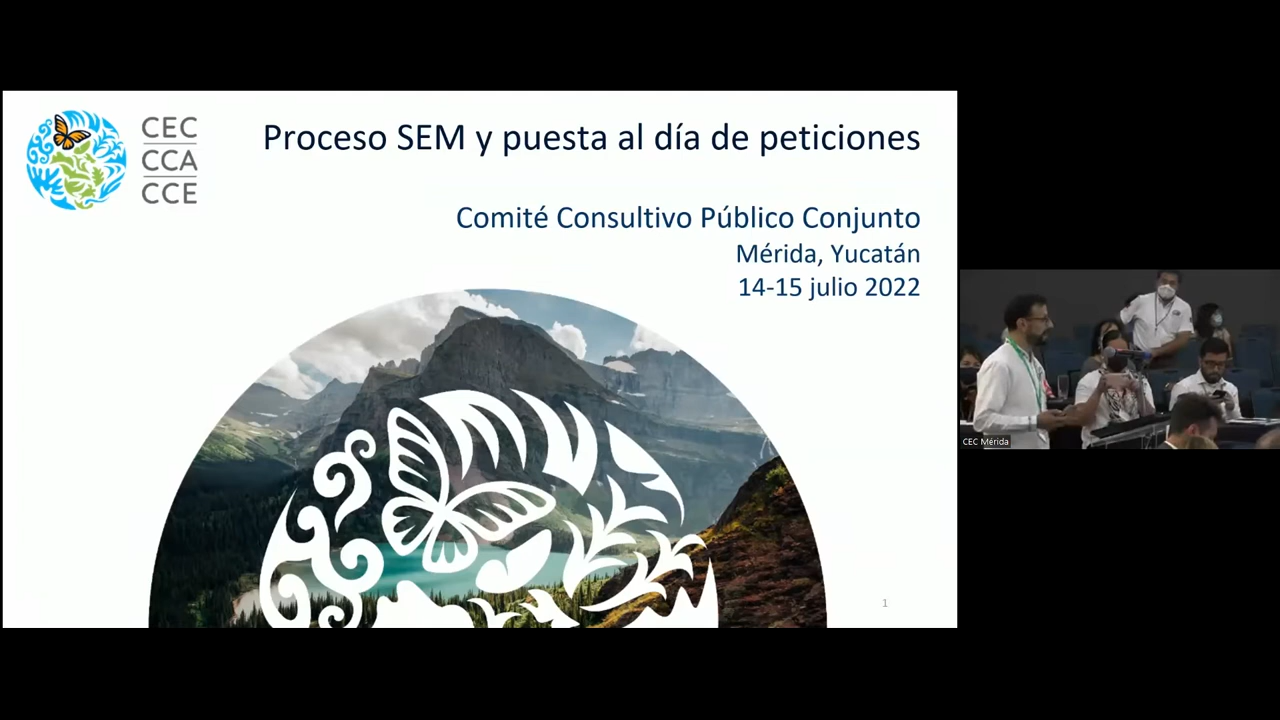 CEC
CCA
CCE
Proceso SEM y puesta al día de peticiones
Comité Consultivo Público Conjunto
Mérida, Yucatán
14-15 julio 2022
1
CEC Mérida